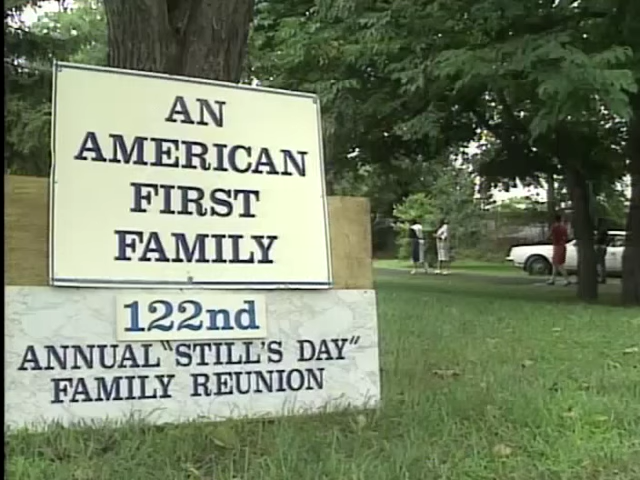 AN
AMERICAN
FIRST
FAMILY
122nd
ANNUAL "STILL'S DAY"
FAMILY REUNION